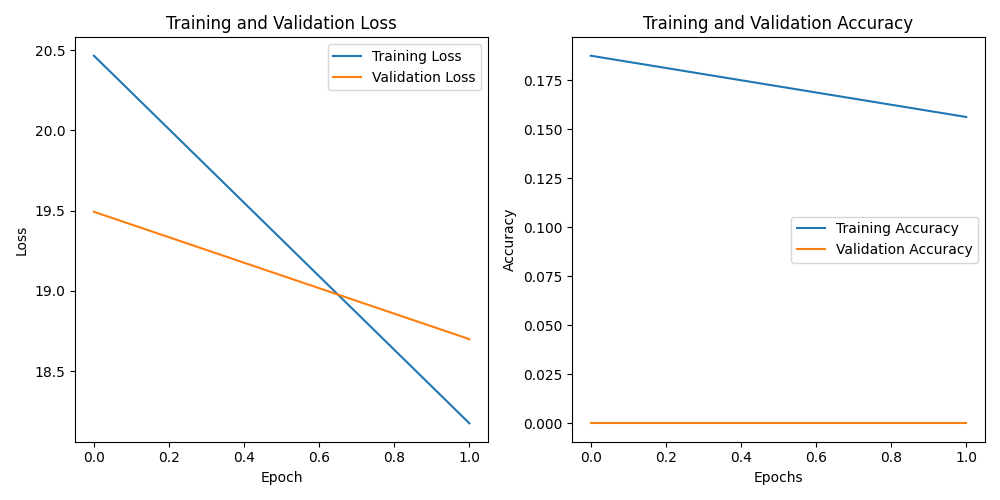 Training and Validation Loss
20.5
20.0
19.5
19.0
18.5
Loss
0.0 0.2 0.4 0.6 0.8 1.0
Epoch
Training Loss
Validation Loss
Training and Validation Accuracy
0.175
0.150
0.125
0.100
0.075
0.050
0.025
0.000
Accuracy
0.0 0.2 0.4 0.6 0.8 1.0
Epochs
Training Accuracy
Validation Accuracy